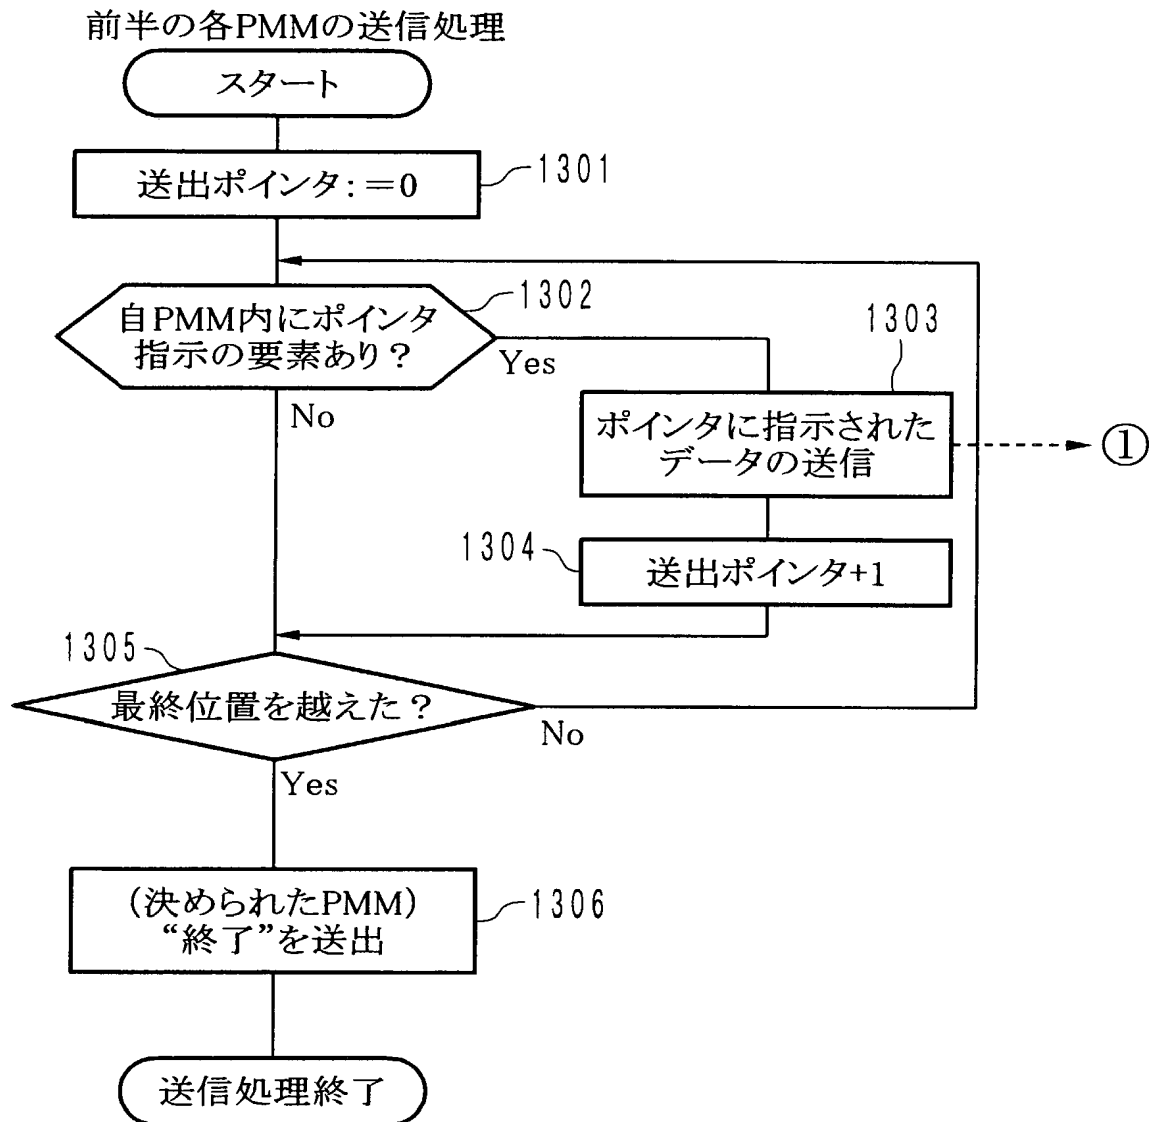 前半の各PMMの送信処理
スタート
送出ポインタ:=0
1301
自PMM内にポインタ
指示の要素あり？
1302
Yes
No
1303
ポインタに指示された
データの送信
①
1304
送出ポインタ+1
1305
最終位置を越えた？
No
Yes
(決められたPMM)
“終了”を送出
1306
送信処理終了